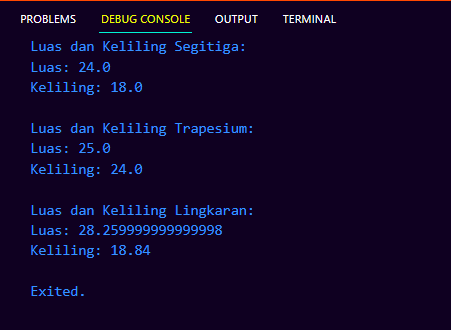 PROBLEMS DEBUG CONSOLE OUTPUT TERMINAL
Luas dan Keliling Segitiga:
Luas: 24.0
Keliling: 18.0
Luas dan Keliling Trapesium:
Luas: 25.0
Keliling: 24.0
Luas dan Keliling Lingkaran:
Luas: 28.259999999999998
Keliling: 18.84
Exited.